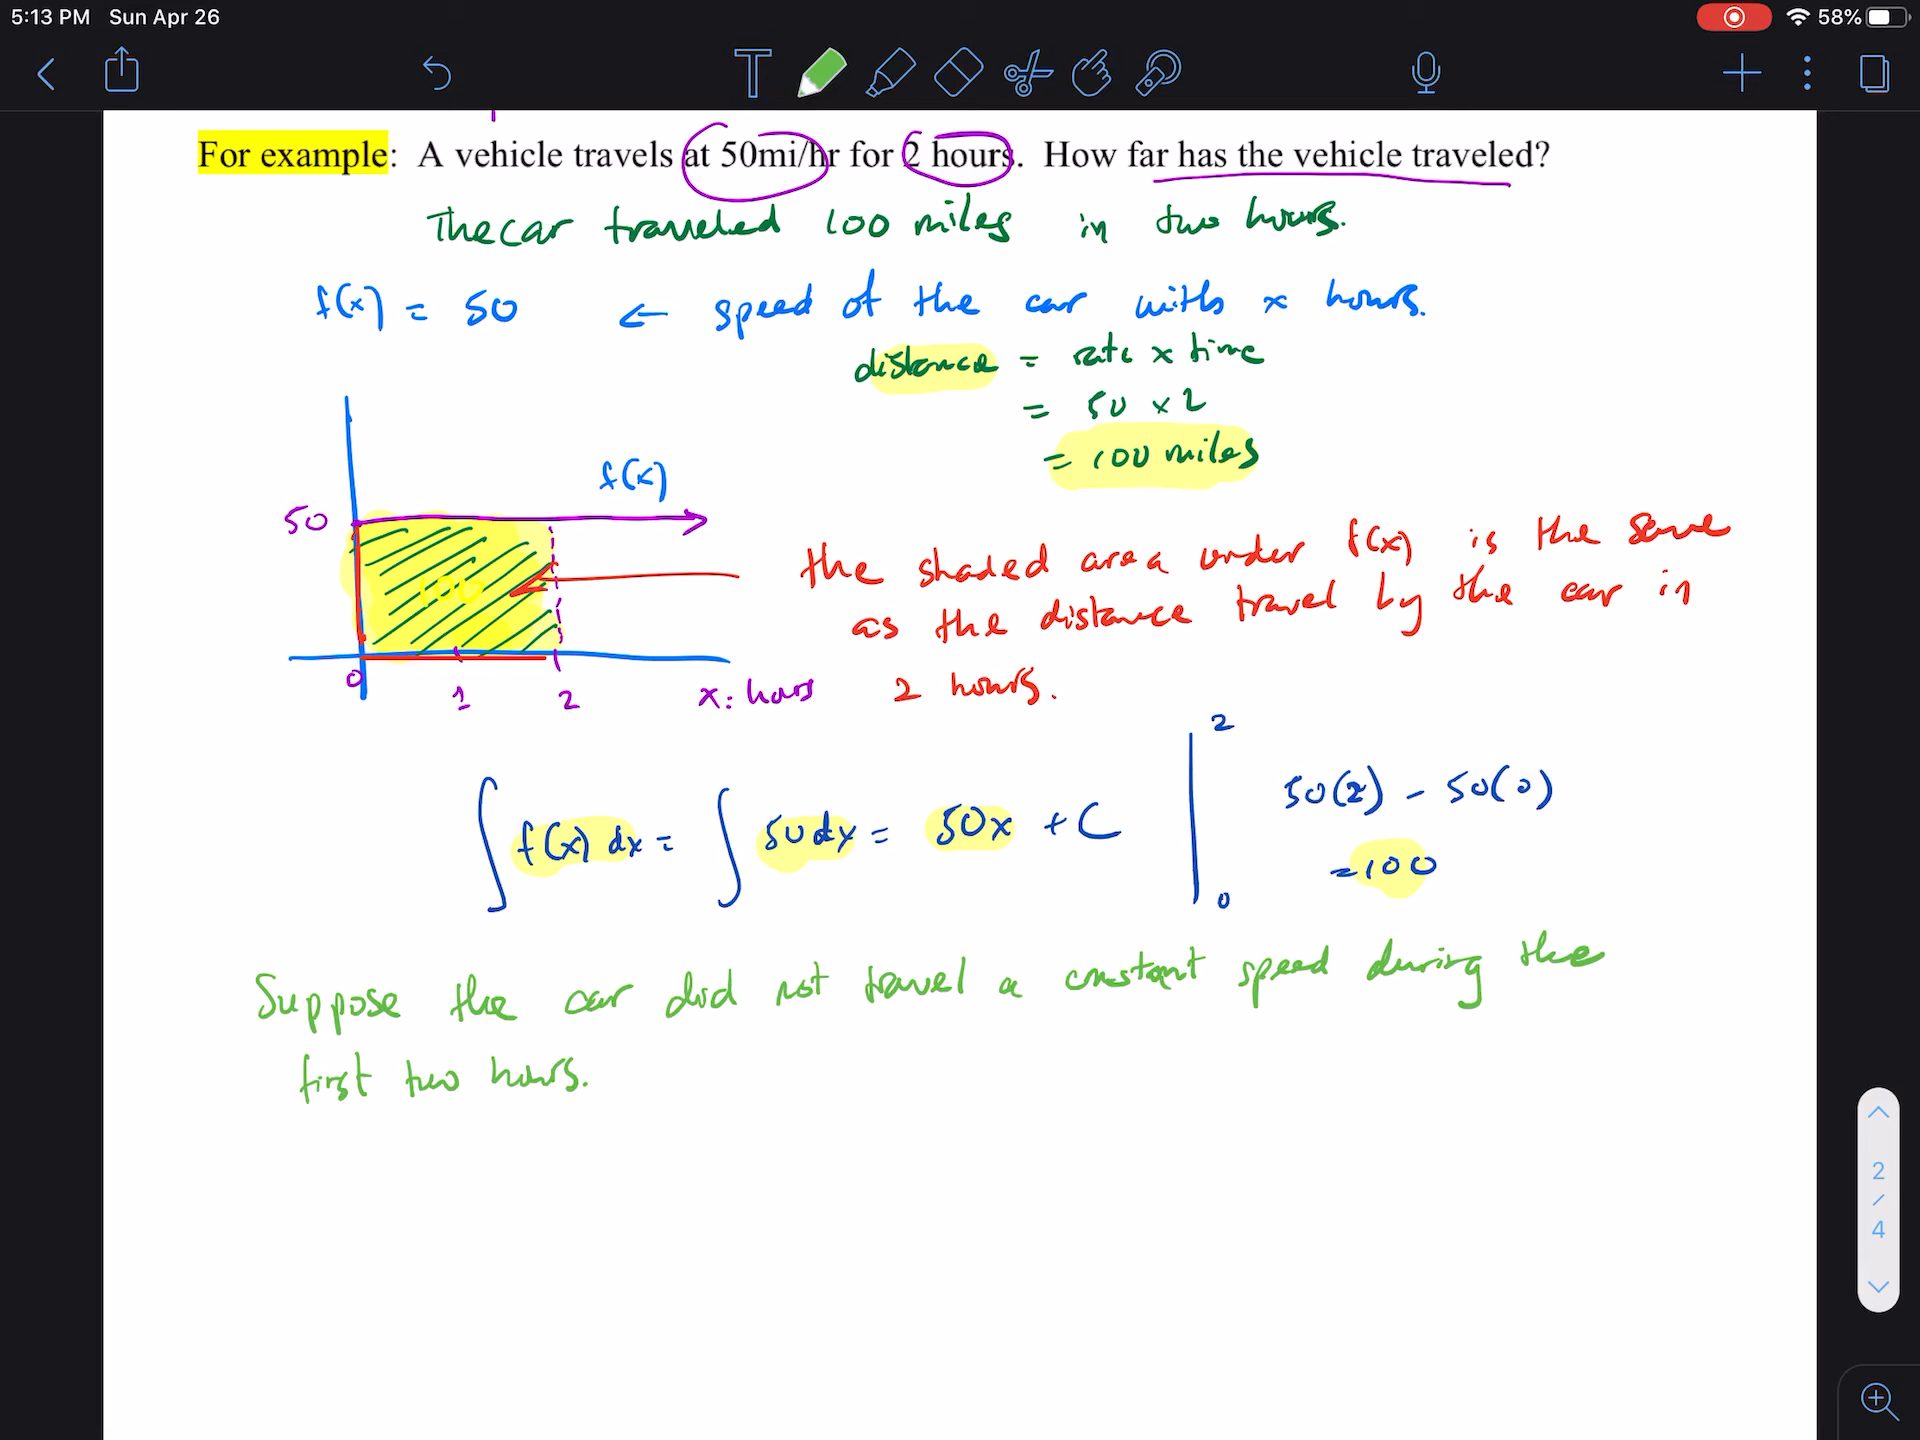 5:13 PM Sun Apr 26
58%
T
For example: A vehicle travels at 50mi/hr for 2 hours. How far has the vehicle traveled?
The car traveled 100 miles in two hours.
f(x) = 50 ← speed of the car with x hours.
distance = rate x time
= 50 x 2
= 100 miles
f(x)
50
100
the shaded area under f(x) is the same
as the distance travel by the car in
2 hours.
0 1 2 x: hours
∫ f(x) dx = ∫ 50 dx = 50x + C |
2
0
50(2) - 50(0)
= 100
Suppose the car did not travel a constant speed during the
first two hours.
2
/
4